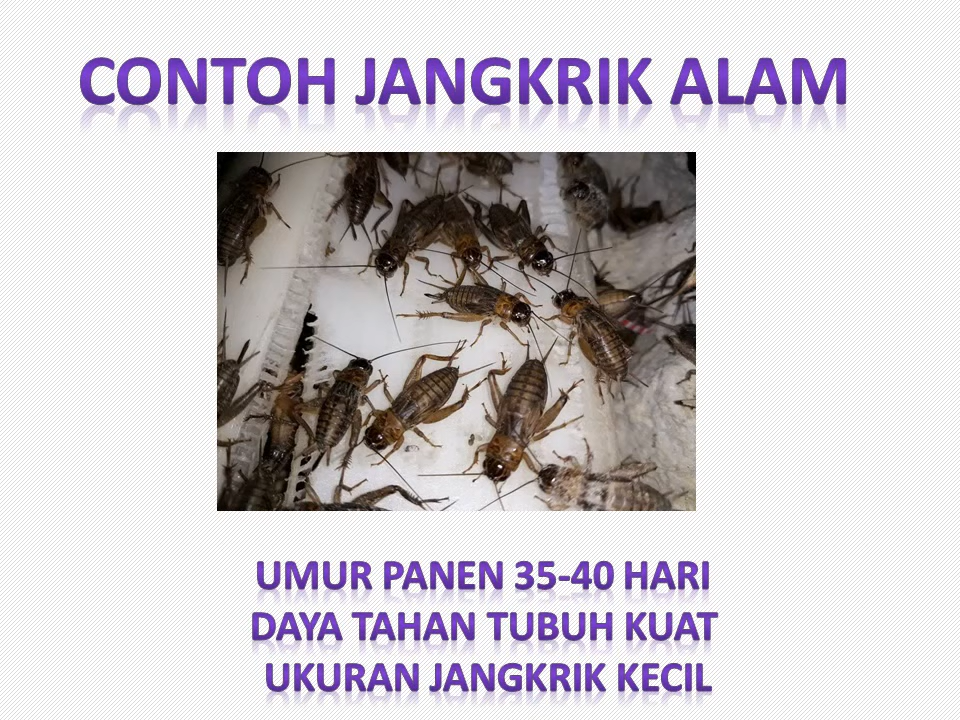 CONTOH JANGKRIK ALAM
UMUR PANEN 35-40 HARI
DAYA TAHAN TUBUH KUAT
UKURAN JANGKRIK KECIL